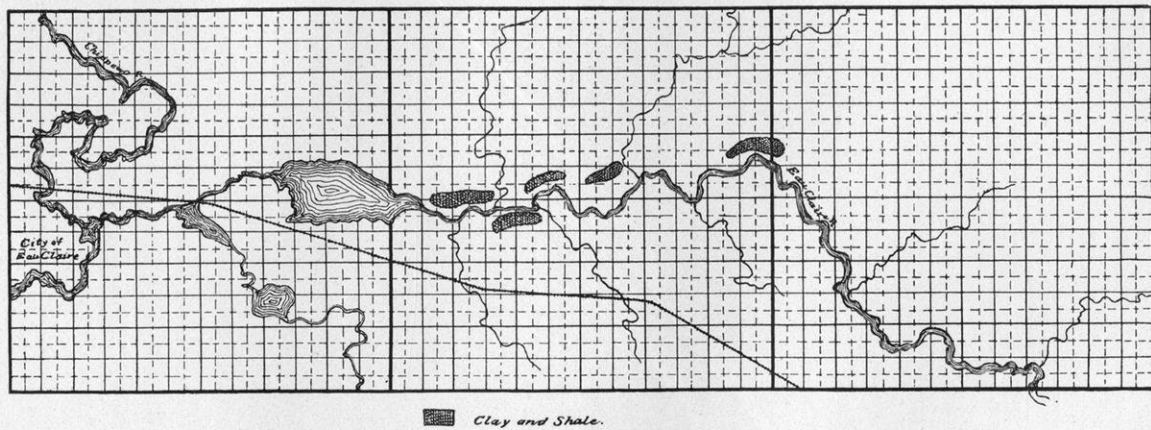 Chippewa R.
Eau Claire R.
City of
Eau Claire
Clay and Shale.